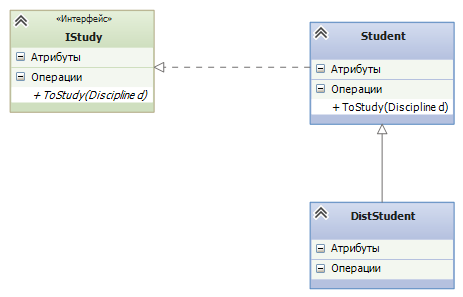 «Интерфейс»
IStudy
Атрибуты
Операции
+ ToStudy(Discipline d)
Student
Атрибуты
Операции
+ ToStudy(Discipline d)
DistStudent
Атрибуты
Операции